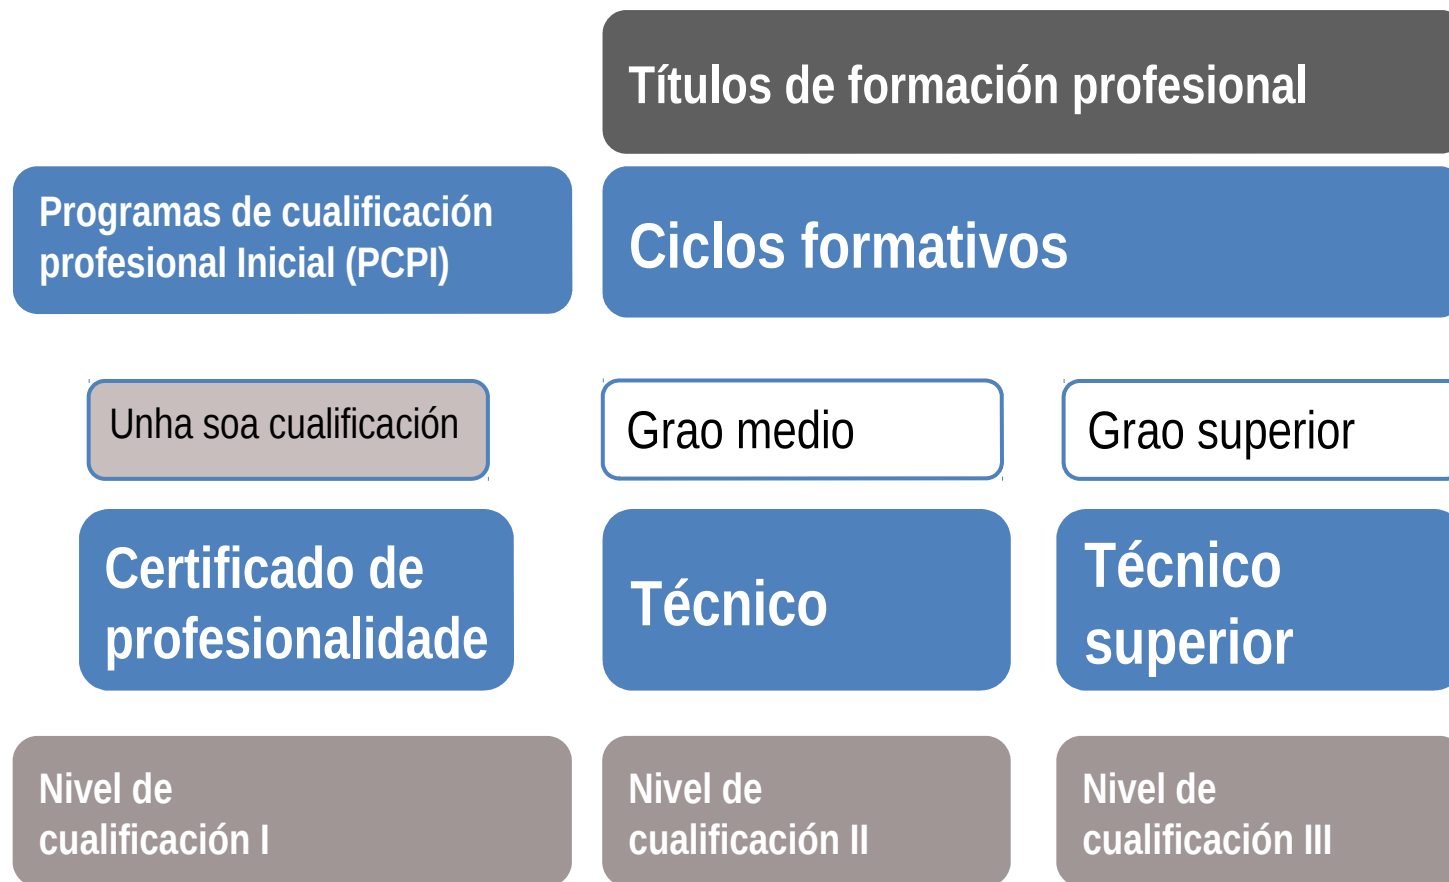 Títulos de formación profesional
Programas de cualificación
profesional Inicial (PCPI)
Ciclos formativos
Unha soa cualificación
Grao medio
Grao superior
Certificado de
profesionalidade
Técnico
Técnico
superior
Nivel de
cualificación I
Nivel de
cualificación II
Nivel de
cualificación III